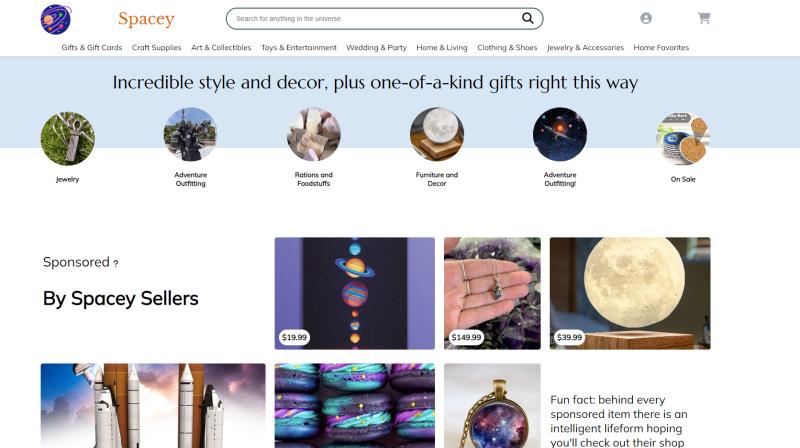 Spacey
Search for anything in the universe
Gifts & Gift Cards Craft Supplies Art & Collectibles Toys & Entertainment Wedding & Party Home & Living Clothing & Shoes Jewelry & Accessories Home Favorites
Incredible style and decor, plus one-of-a-kind gifts right this way
Jewelry
Adventure
Outfitting
Rations and
Foodstuffs
Furniture and
Decor
Adventure
Outfitting!
On Sale
Sponsored ?
By Spacey Sellers
$19.99
$149.99
$39.99
Fun fact: behind every
sponsored item there is an
intelligent lifeform hoping
you'll check out their shop